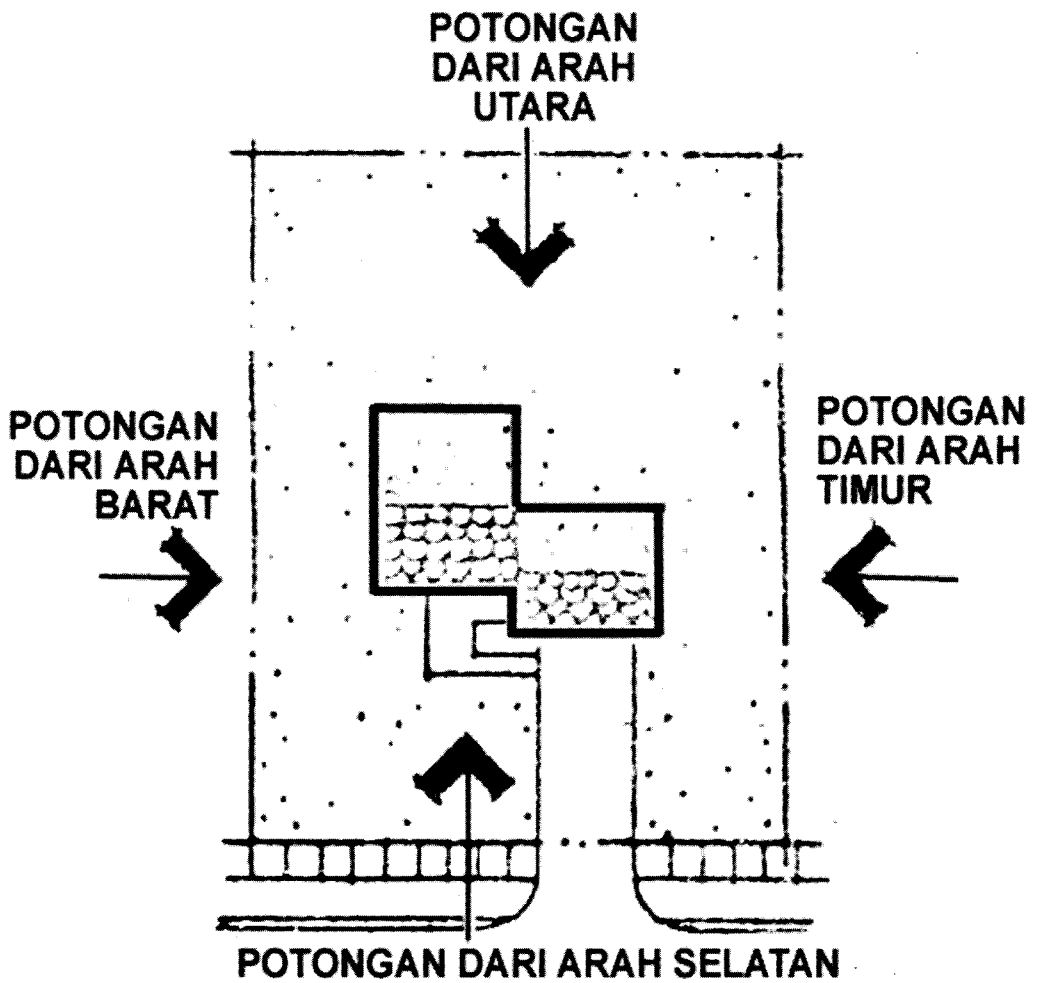 POTONGAN
DARI ARAH
UTARA
POTONGAN
DARI ARAH
BARAT
POTONGAN
DARI ARAH
TIMUR
POTONGAN DARI ARAH SELATAN